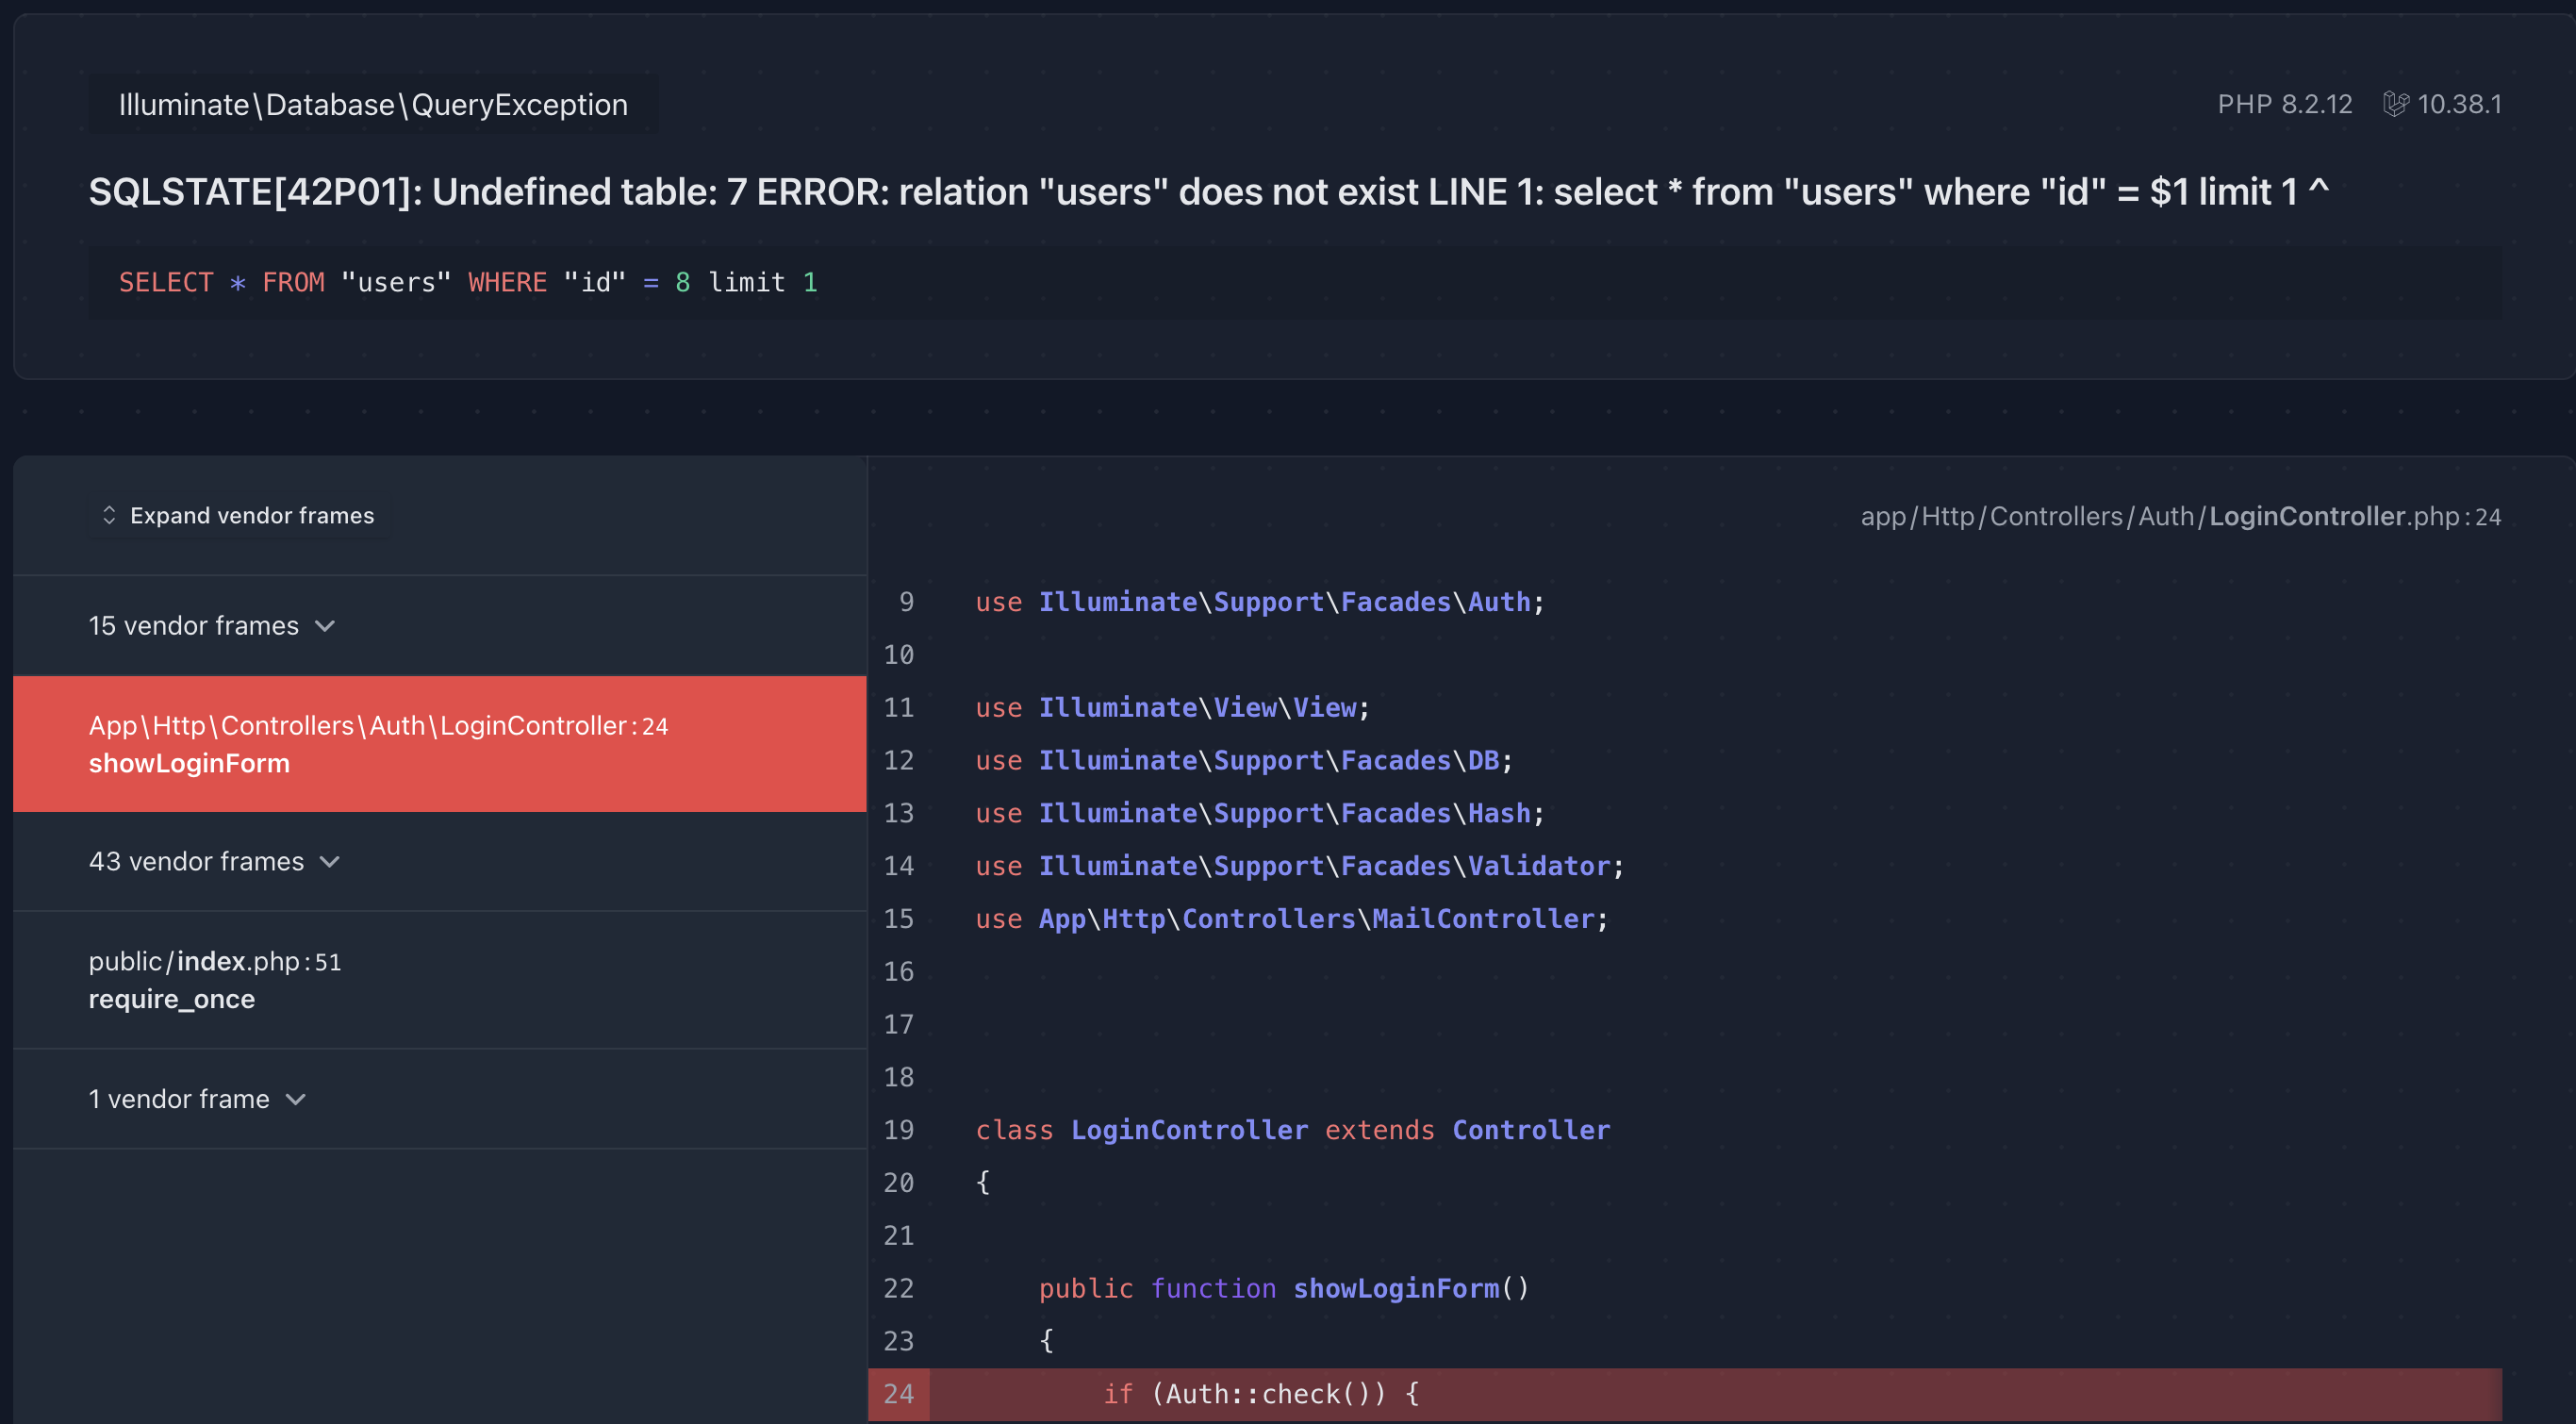 Illuminate\Database\QueryException
PHP 8.2.12 10.38.1
SQLSTATE[42P01]: Undefined table: 7 ERROR: relation "users" does not exist LINE 1: select * from "users" where "id" = $1 limit 1 ^
SELECT * FROM "users" WHERE "id" = 8 limit 1
Expand vendor frames
15 vendor frames
App\Http\Controllers\Auth\LoginController:24
showLoginForm
43 vendor frames
public/index.php:51
require_once
1 vendor frame
app/Http/Controllers/Auth/LoginController.php:24
9 use Illuminate\Support\Facades\Auth;
10
11 use Illuminate\View\View;
12 use Illuminate\Support\Facades\DB;
13 use Illuminate\Support\Facades\Hash;
14 use Illuminate\Support\Facades\Validator;
15 use App\Http\Controllers\MailController;
16
17
18
19 class LoginController extends Controller
20 {
21
22 public function showLoginForm()
23 {
24 if (Auth::check()) {